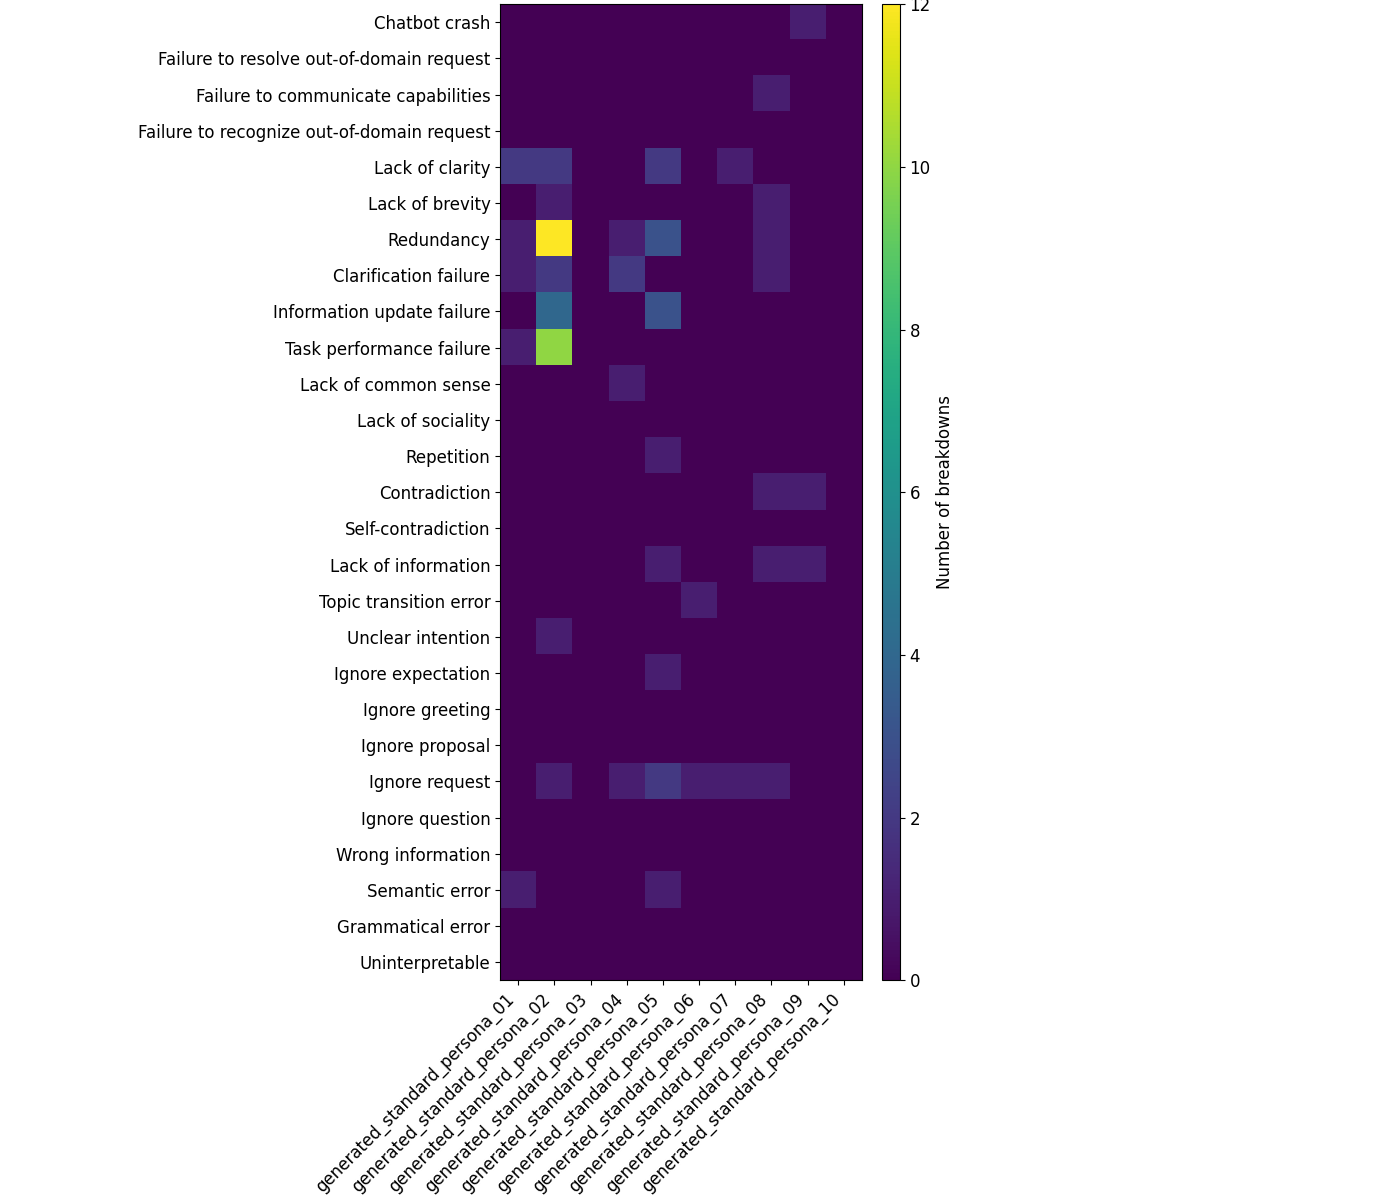 Chatbot crash
Failure to resolve out-of-domain request
Failure to communicate capabilities
Failure to recognize out-of-domain request
Lack of clarity
Lack of brevity
Redundancy
Clarification failure
Information update failure
Task performance failure
Lack of common sense
Lack of sociality
Repetition
Contradiction
Self-contradiction
Lack of information
Topic transition error
Unclear intention
Ignore expectation
Ignore greeting
Ignore proposal
Ignore request
Ignore question
Wrong information
Semantic error
Grammatical error
Uninterpretable
generated_standard_persona_01
generated_standard_persona_02
generated_standard_persona_03
generated_standard_persona_04
generated_standard_persona_05
generated_standard_persona_06
generated_standard_persona_07
generated_standard_persona_08
generated_standard_persona_09
generated_standard_persona_10
12
10
8
6
4
2
0
Number of breakdowns